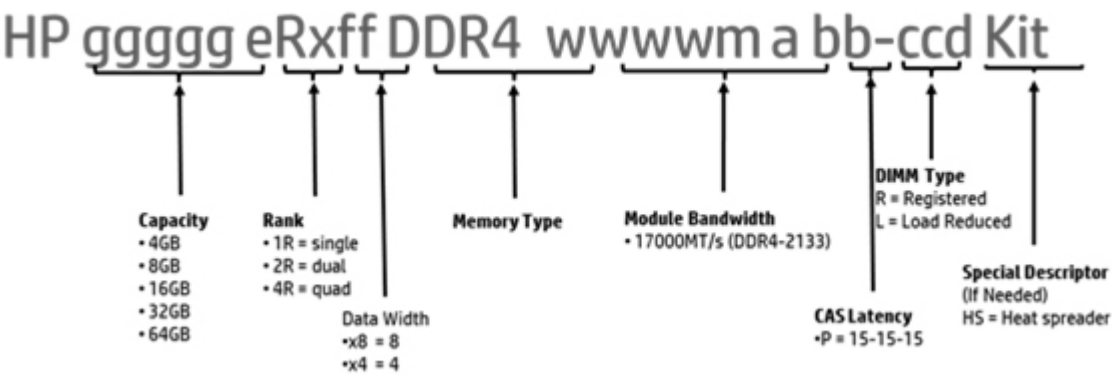 HP ggggg eRxff DDR4 wwwwm a bb-ccd Kit
Capacity
• 4GB
• 8GB
• 16GB
• 32GB
• 64GB
Rank
• 1R = single
• 2R = dual
• 4R = quad
Data Width
•x8 = 8
•x4 = 4
Memory Type
Module Bandwidth
• 17000MT/s (DDR4-2133)
CAS Latency
•P = 15-15-15
DIMM Type
R = Registered
L = Load Reduced
Special Descriptor
(If Needed)
HS = Heat spreader